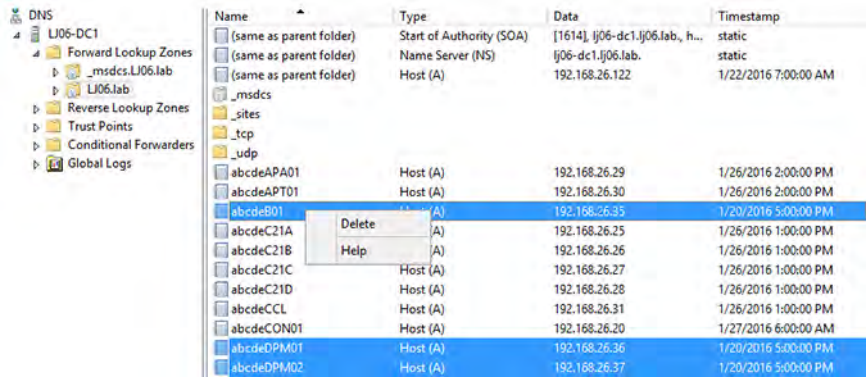 DNS
LJ06-DC1
Forward Lookup Zones
_msdcs.LJ06.lab
LJ06.lab
Reverse Lookup Zones
Trust Points
Conditional Forwarders
Global Logs
Name Type Data Timestamp
(same as parent folder) Start of Authority (SOA) [1614], lj06-dc1.lj06.lab., h... static
(same as parent folder) Name Server (NS) lj06-dc1.lj06.lab. static
(same as parent folder) Host (A) 192.168.26.122 1/22/2016 7:00:00 AM
_msdcs
_sites
_tcp
_udp
abcdeAPA01 Host (A) 192.168.26.29 1/26/2016 2:00:00 PM
abcdeAPT01 Host (A) 192.168.26.30 1/26/2016 2:00:00 PM
abcdeB01 192.168.26.35 1/20/2016 5:00:00 PM
abcdeC21A (A) 192.168.26.25 1/26/2016 1:00:00 PM
abcdeC21B (A) 192.168.26.26 1/26/2016 1:00:00 PM
abcdeC21C Host (A) 192.168.26.27 1/26/2016 1:00:00 PM
abcdeC21D Host (A) 192.168.26.28 1/26/2016 1:00:00 PM
abcdeCCL Host (A) 192.168.26.31 1/26/2016 1:00:00 PM
abcdeCON01 Host (A) 192.168.26.20 1/27/2016 6:00:00 AM
abcdeDPM01 Host (A) 192.168.26.36 1/20/2016 5:00:00 PM
abcdeDPM02 Host (A) 192.168.26.37 1/20/2016 5:00:00 PM
Delete
Help